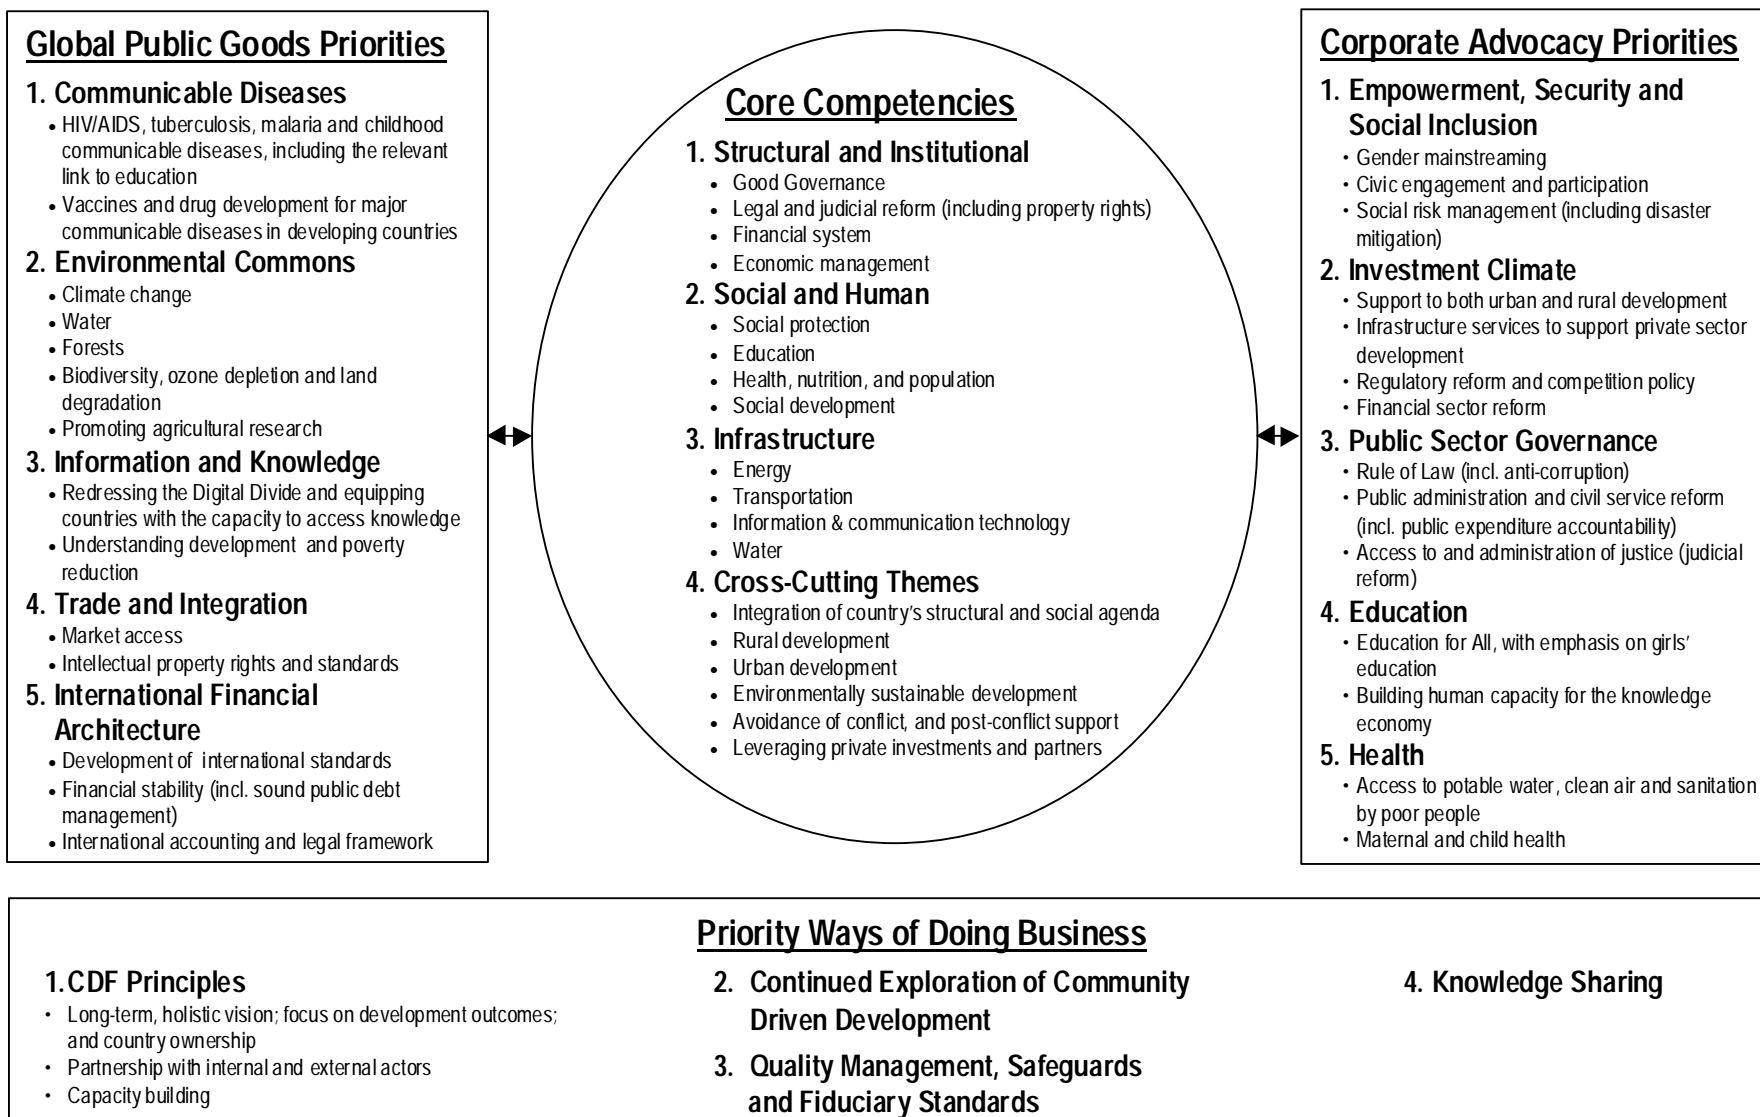 Global Public Goods Priorities
1. Communicable Diseases
• HIV/AIDS, tuberculosis, malaria and childhood
communicable diseases, including the relevant
link to education
• Vaccines and drug development for major
communicable diseases in developing countries
2. Environmental Commons
• Climate change
• Water
• Forests
• Biodiversity, ozone depletion and land
degradation
• Promoting agricultural research
3. Information and Knowledge
• Redressing the Digital Divide and equipping
countries with the capacity to access knowledge
• Understanding development and poverty
reduction
4. Trade and Integration
• Market access
• Intellectual property rights and standards
5. International Financial
Architecture
• Development of international standards
• Financial stability (incl. sound public debt
management)
• International accounting and legal framework
Core Competencies
1. Structural and Institutional
• Good Governance
• Legal and judicial reform (including property rights)
• Financial system
• Economic management
2. Social and Human
• Social protection
• Education
• Health, nutrition, and population
• Social development
3. Infrastructure
• Energy
• Transportation
• Information & communication technology
• Water
4. Cross-Cutting Themes
• Integration of country's structural and social agenda
• Rural development
• Urban development
• Environmentally sustainable development
• Avoidance of conflict, and post-conflict support
• Leveraging private investments and partners
Corporate Advocacy Priorities
1. Empowerment, Security and
Social Inclusion
• Gender mainstreaming
• Civic engagement and participation
• Social risk management (including disaster
mitigation)
2. Investment Climate
• Support to both urban and rural development
• Infrastructure services to support private sector
development
• Regulatory reform and competition policy
• Financial sector reform
3. Public Sector Governance
• Rule of Law (incl. anti-corruption)
• Public administration and civil service reform
(incl. public expenditure accountability)
• Access to and administration of justice (judicial
reform)
4. Education
• Education for All, with emphasis on girls'
education
• Building human capacity for the knowledge
economy
5. Health
• Access to potable water, clean air and sanitation
by poor people
• Maternal and child health
Priority Ways of Doing Business
1. CDF Principles
• Long-term, holistic vision; focus on development outcomes;
and country ownership
• Partnership with internal and external actors
• Capacity building
2. Continued Exploration of Community
Driven Development
3. Quality Management, Safeguards
and Fiduciary Standards
4. Knowledge Sharing